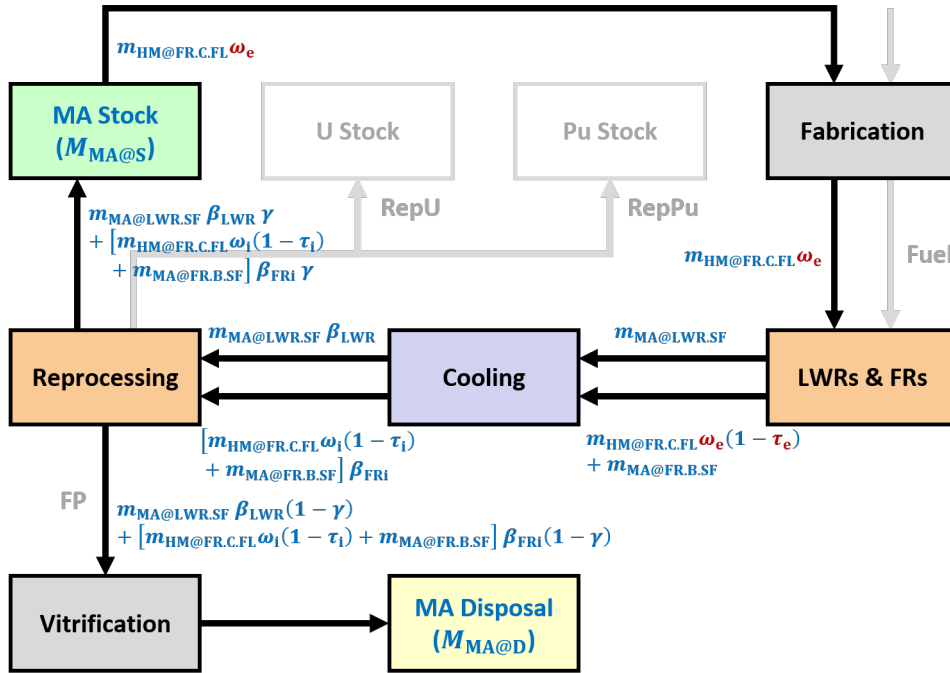 m_HM@FR.C.FL ω_e
MA Stock
(M_MA@S)
U Stock
Pu Stock
Fabrication
m_MA@LWR.SF β_LWR γ
+ [m_HM@FR.C.FL ω_i(1 − τ_i)
+ m_MA@FR.B.SF] β_FRi γ
RepU
RepPu
m_HM@FR.C.FL ω_e
Fuel
Reprocessing
m_MA@LWR.SF β_LWR
Cooling
m_MA@LWR.SF
LWRs & FRs
[m_HM@FR.C.FL ω_i(1 − τ_i)
+ m_MA@FR.B.SF] β_FRi
m_HM@FR.C.FL ω_e(1 − τ_e)
+ m_MA@FR.B.SF
FP
m_MA@LWR.SF β_LWR(1 − γ)
+ [m_HM@FR.C.FL ω_i(1 − τ_i) + m_MA@FR.B.SF] β_FRi(1 − γ)
Vitrification
MA Disposal
(M_MA@D)